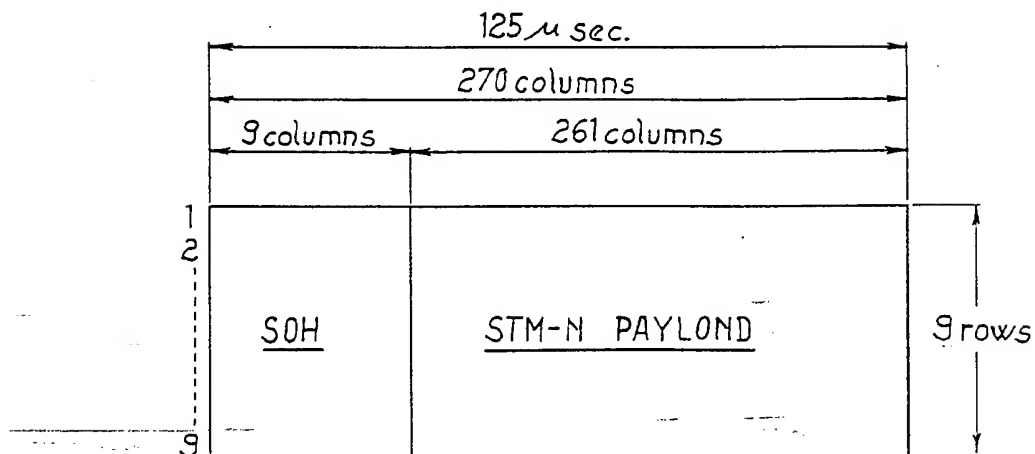 125 μ sec.
270 columns
9 columns
261 columns
1
2
SOH
STM-N PAYLOND
9 rows
9